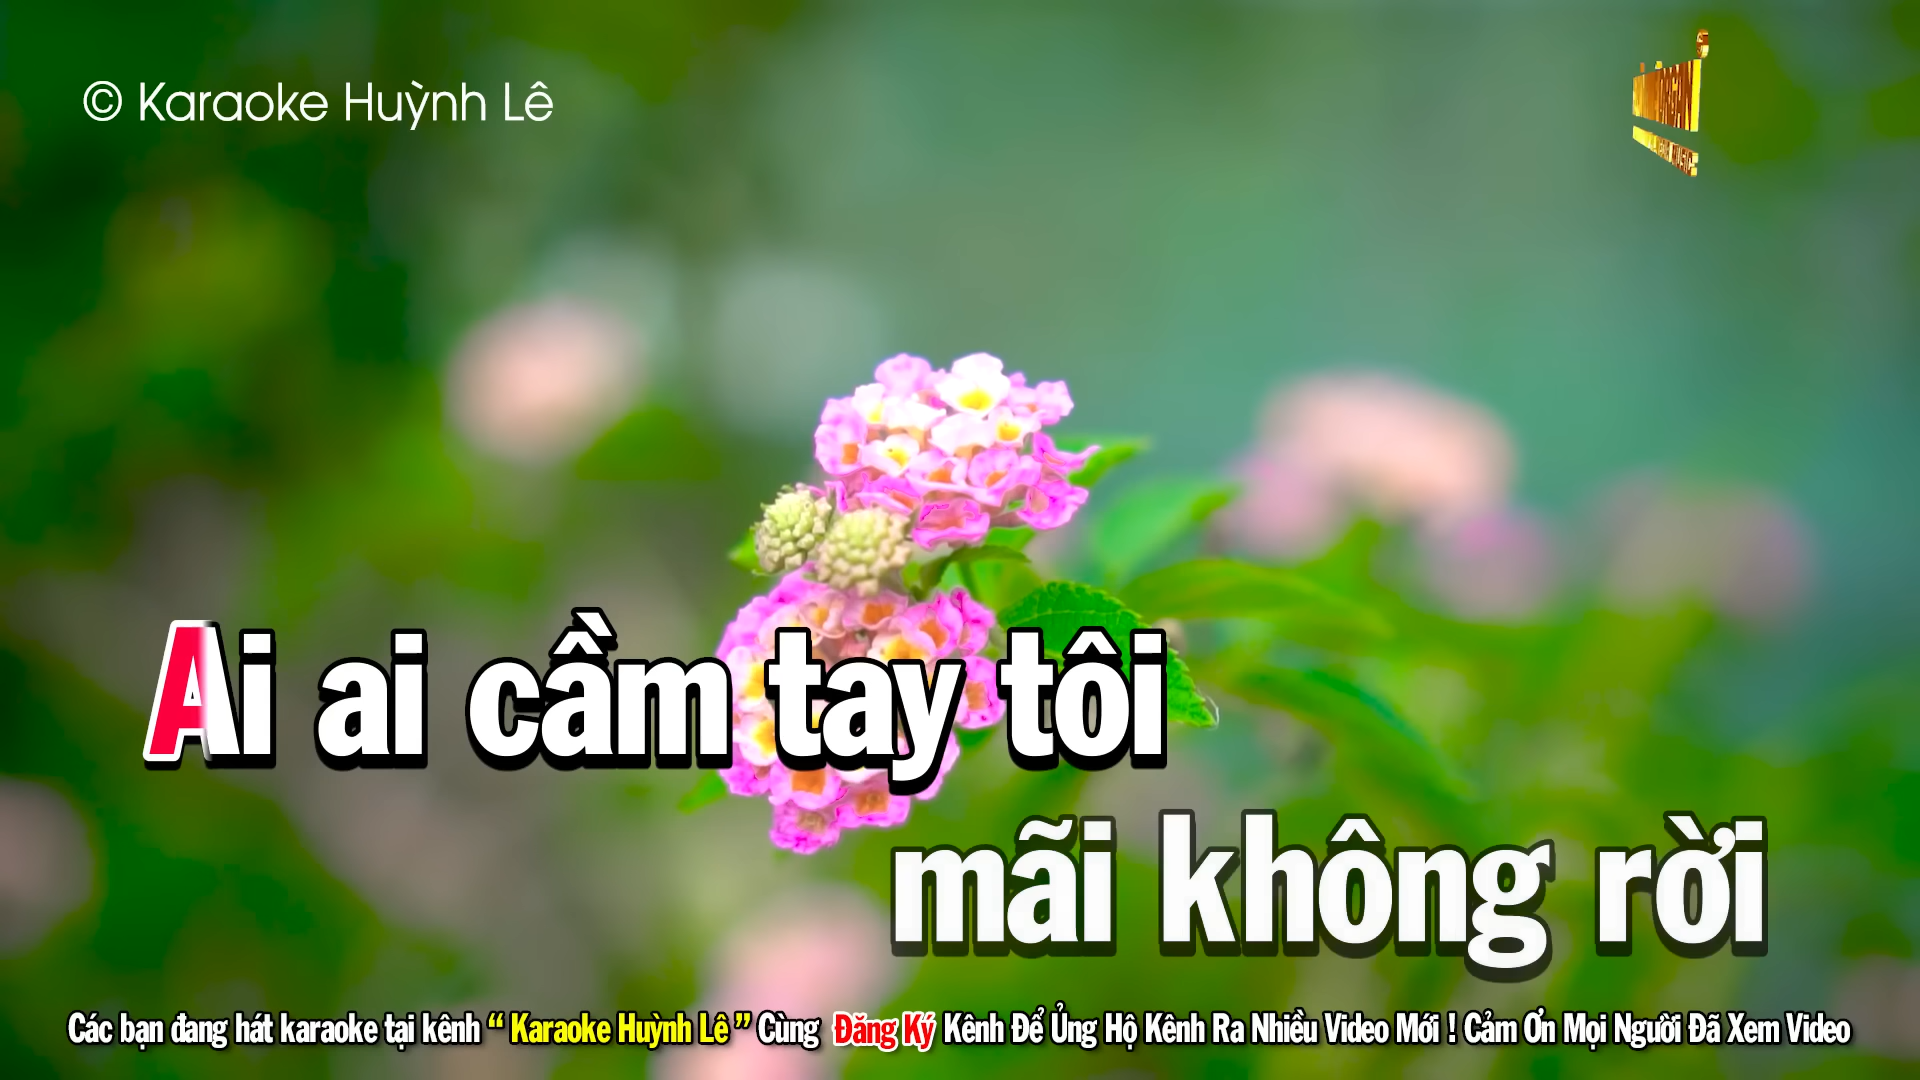 © Karaoke Huỳnh Lê
Ai ai cầm tay tôi
mãi không rời
Các bạn đang hát karaoke tại kênh “ Karaoke Huỳnh Lê ” Cùng Đăng Ký Kênh Để Ủng Hộ Kênh Ra Nhiều Video Mới ! Cảm Ơn Mọi Người Đã Xem Video